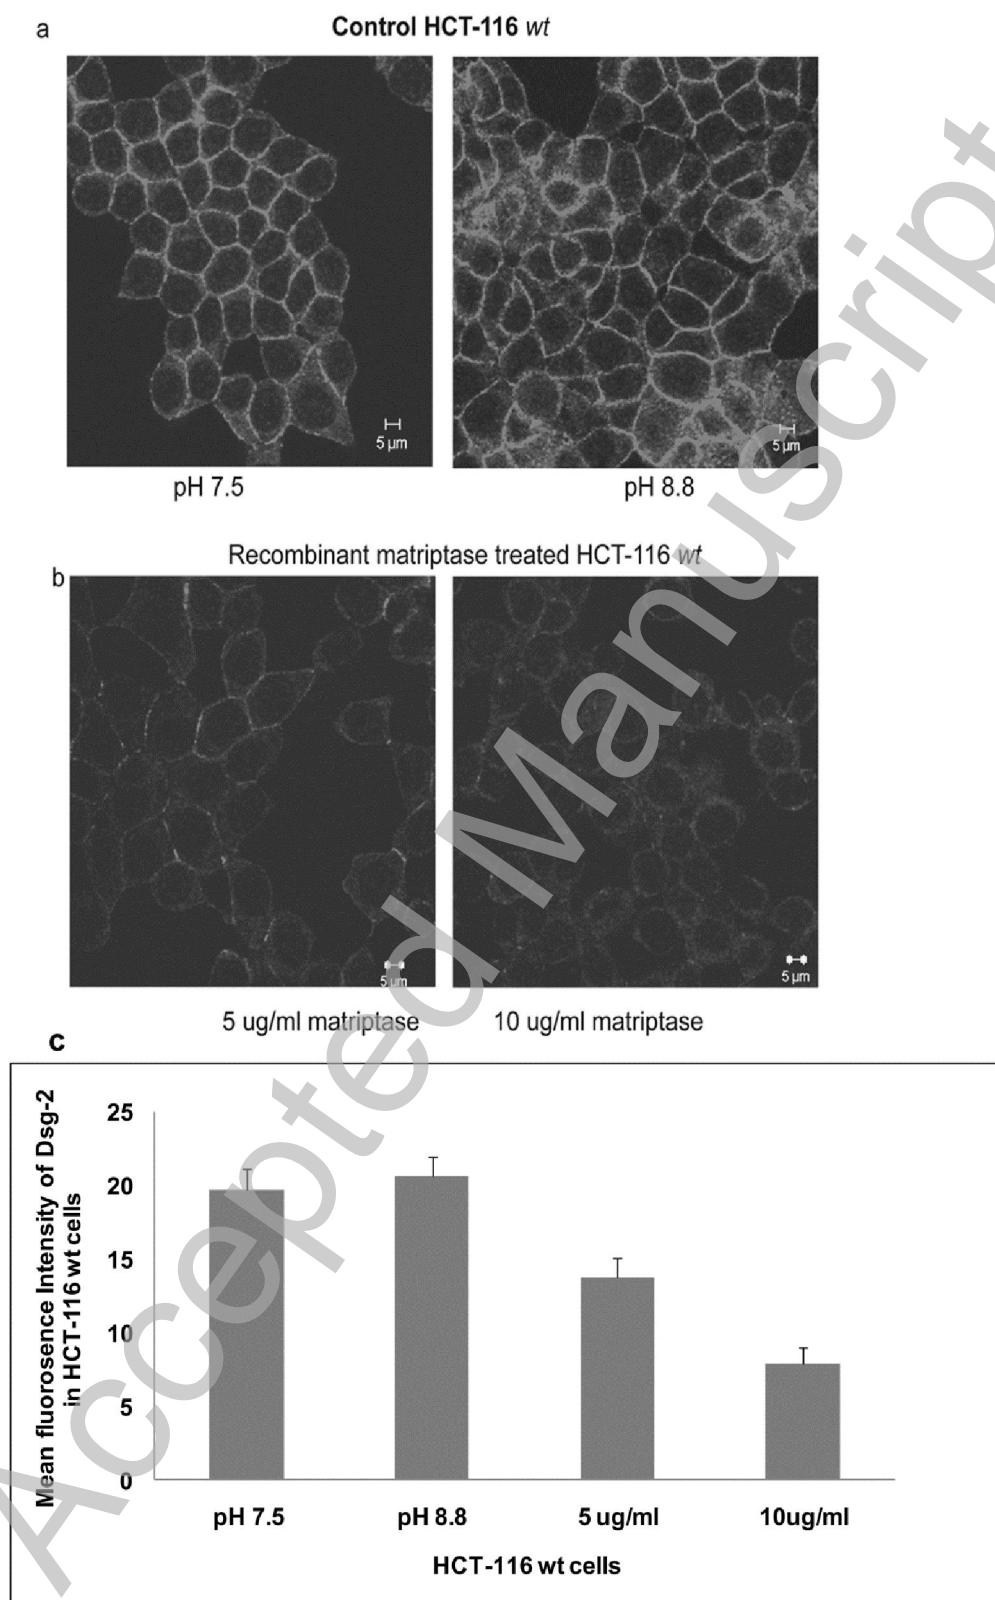 a
Control HCT-116 wt
5 µm
5 µm
pH 7.5
pH 8.8
Recombinant matriptase treated HCT-116 wt
b
5 µm
5 µm
5 ug/ml matriptase
10 ug/ml matriptase
c
Mean fluorosence Intensity of Dsg-2
in HCT-116 wt cells
25
20
15
10
5
0
pH 7.5
pH 8.8
5 ug/ml
10ug/ml
HCT-116 wt cells
Accepted Manuscript